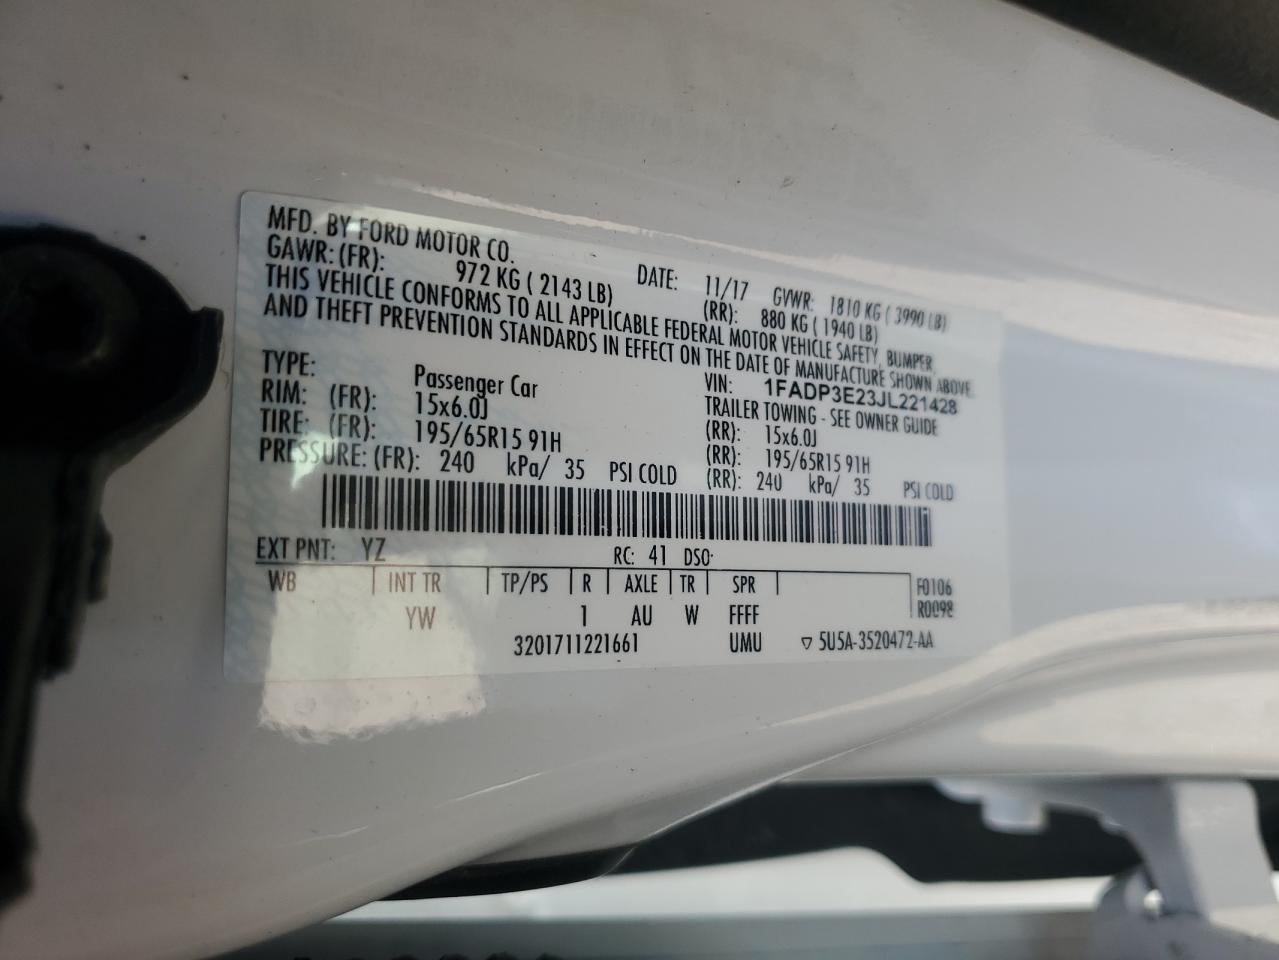 MFD. BY FORD MOTOR CO.
DATE: 11/17 GVWR: 1810 KG ( 3990 LB)
GAWR: (FR): 972 KG ( 2143 LB) (RR): 880 KG ( 1940 LB)
THIS VEHICLE CONFORMS TO ALL APPLICABLE FEDERAL MOTOR VEHICLE SAFETY, BUMPER,
AND THEFT PREVENTION STANDARDS IN EFFECT ON THE DATE OF MANUFACTURE SHOWN ABOVE.
VIN: 1FADP3E23JL221428
TYPE: Passenger Car TRAILER TOWING - SEE OWNER GUIDE
RIM: (FR): 15x6.0J (RR): 15x6.0J
TIRE: (FR): 195/65R15 91H (RR): 195/65R15 91H
PRESSURE: (FR): 240 kPa/ 35 PSI COLD (RR): 240 kPa/ 35 PSI COLD
EXT PNT: YZ RC: 41 DSO:
WB INT TR TP/PS R AXLE TR SPR F0106
YW 1 AU W FFFF R0098
3201711221661 UMU ▽ 5U5A-3520472-AA